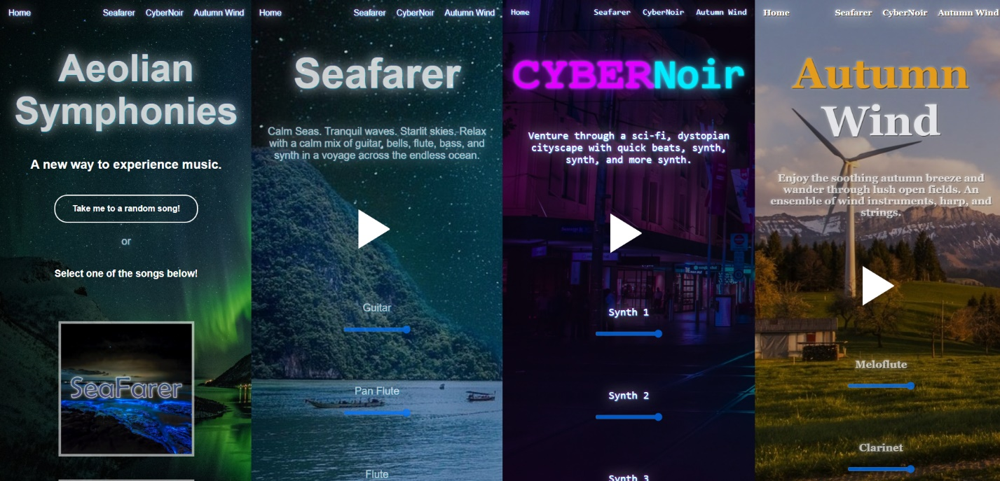 Home Seafarer CyberNoir Autumn Wind
Aeolian
Symphonies
A new way to experience music.
Take me to a random song!
or
Select one of the songs below!
SeaFarer
Home Seafarer CyberNoir Autumn Wind
Seafarer
Calm Seas. Tranquil waves. Starlit skies. Relax
with a calm mix of guitar, bells, flute, bass, and
synth in a voyage across the endless ocean.
Guitar
Pan Flute
Flute
Home Seafarer CyberNoir Autumn Wind
CYBERNoir
Venture through a sci-fi, dystopian
cityscape with quick beats, synth,
synth, and more synth.
Synth 1
Synth 2
Synth 3
Home Seafarer CyberNoir Autumn Wind
Autumn
Wind
Enjoy the soothing autumn breeze and
wander through lush open fields. An
ensemble of wind instruments, harp, and
strings.
Meloflute
Clarinet